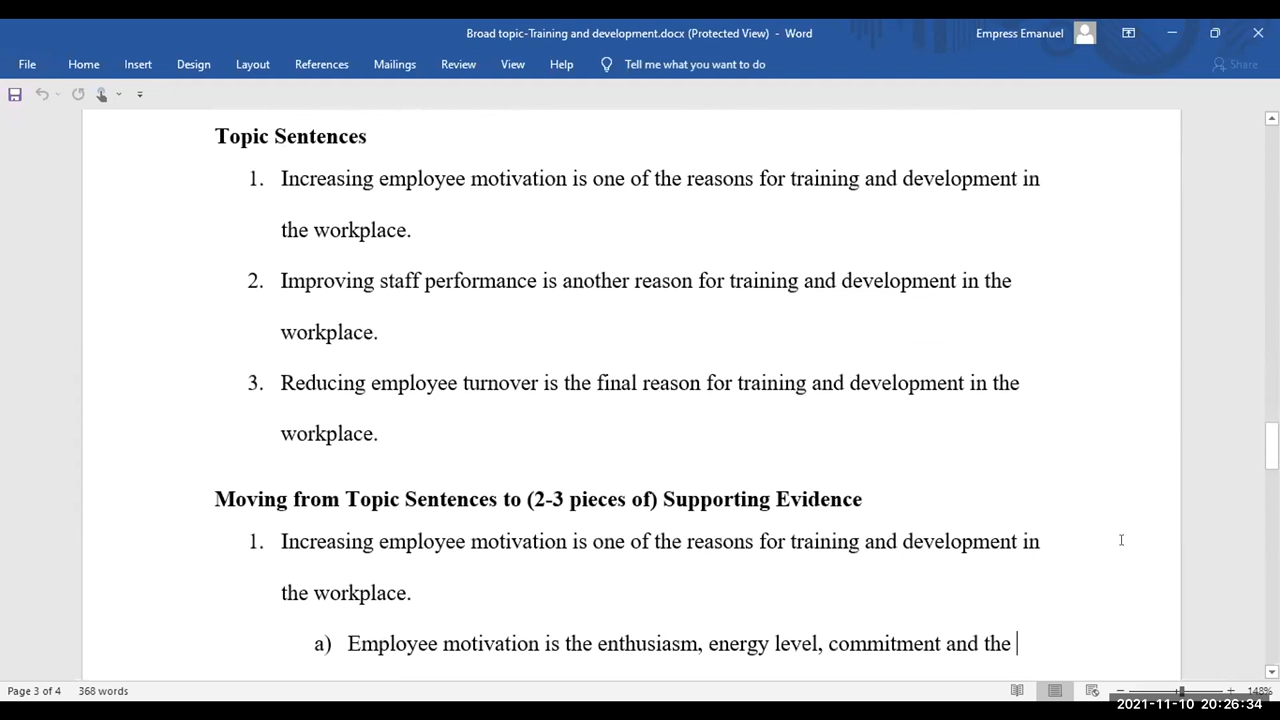 Broad topic-Training and development.docx (Protected View) - Word
Empress Emanuel
File Home Insert Design Layout References Mailings Review View Help Tell me what you want to do Share
Topic Sentences
1. Increasing employee motivation is one of the reasons for training and development in
the workplace.
2. Improving staff performance is another reason for training and development in the
workplace.
3. Reducing employee turnover is the final reason for training and development in the
workplace.
Moving from Topic Sentences to (2-3 pieces of) Supporting Evidence
1. Increasing employee motivation is one of the reasons for training and development in
the workplace.
a) Employee motivation is the enthusiasm, energy level, commitment and the
Page 3 of 4 368 words 148%
2021-11-10 20:26:34